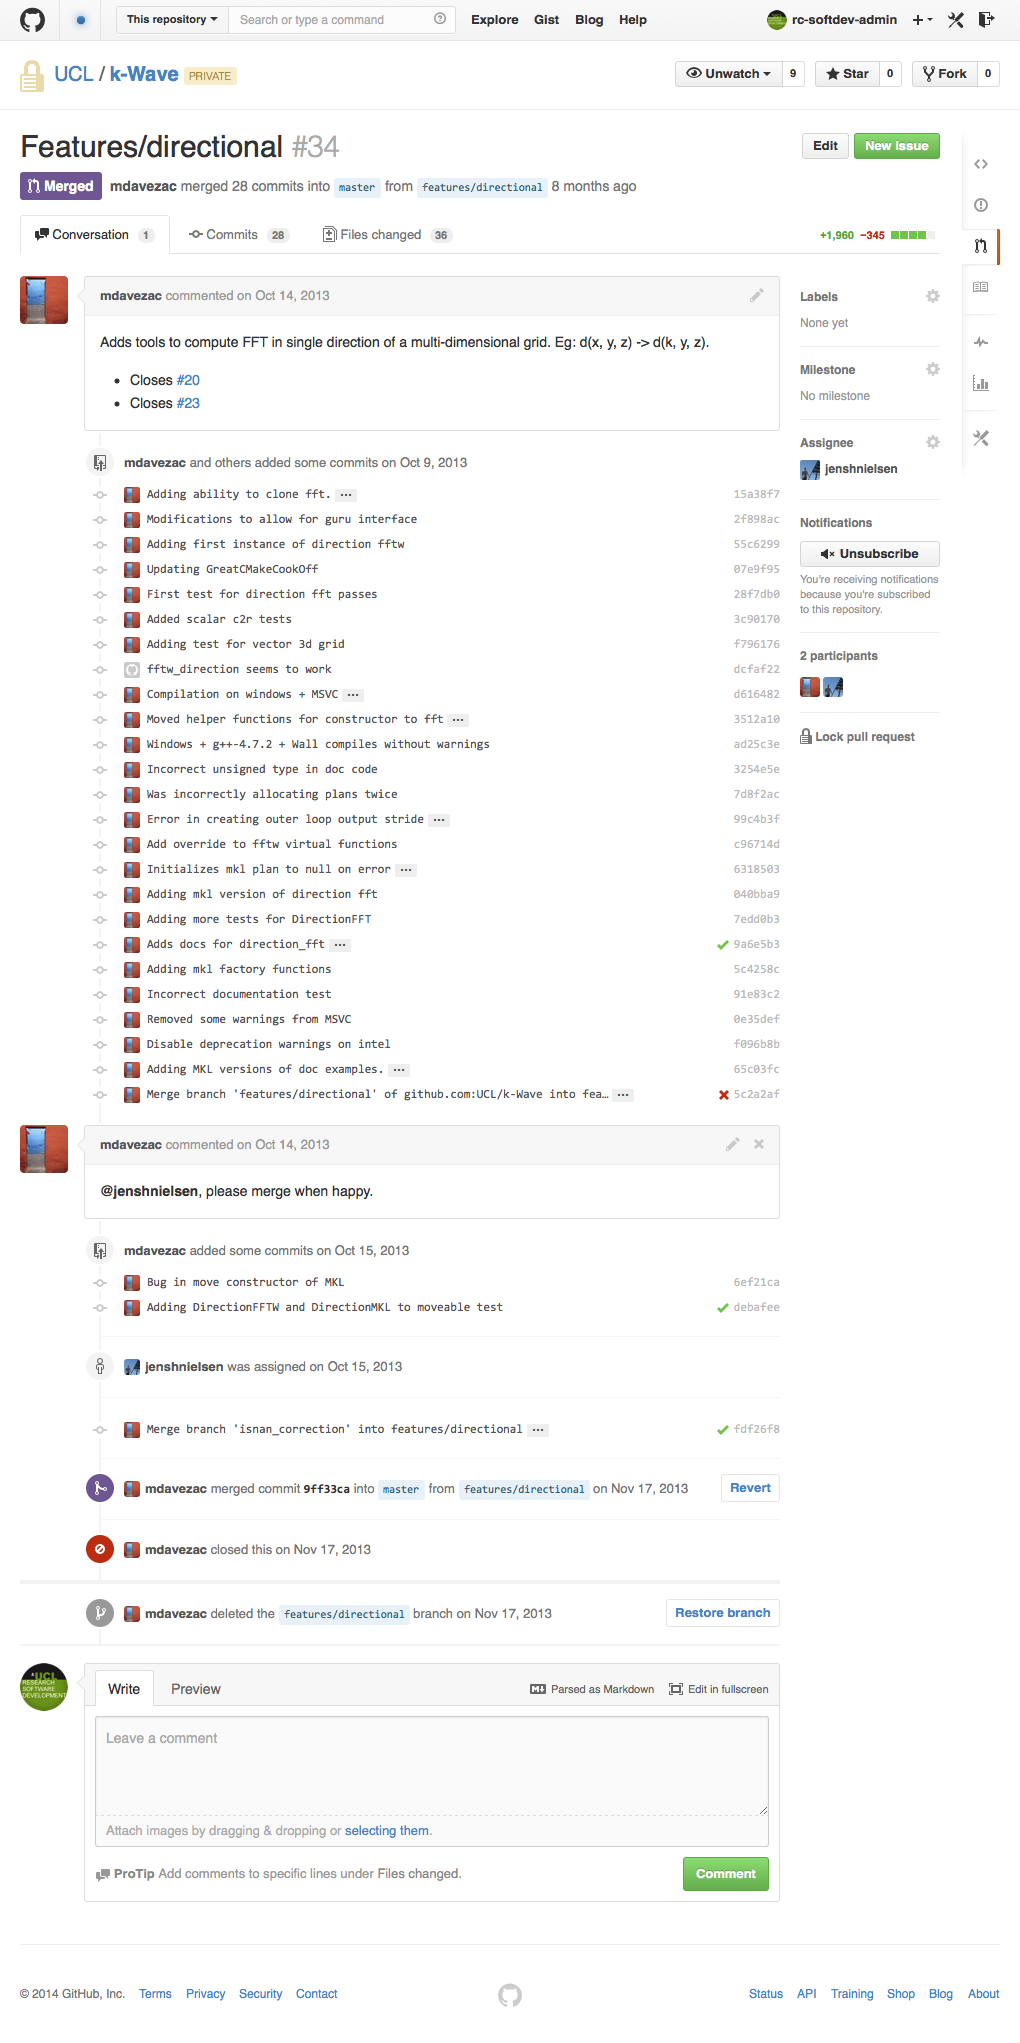 This repository Search or type a command Explore Gist Blog Help rc-softdev-admin
UCL / k-Wave PRIVATE Unwatch 9 Star 0 Fork 0
Features/directional #34 Edit New issue
Merged mdavezac merged 28 commits into master from features/directional 8 months ago
Conversation 1 Commits 28 Files changed 36 +1,960 −345
mdavezac commented on Oct 14, 2013
Adds tools to compute FFT in single direction of a multi-dimensional grid. Eg: d(x, y, z) -> d(k, y, z).
• Closes #20
• Closes #23
mdavezac and others added some commits on Oct 9, 2013
Adding ability to clone fft. … 15a38f7
Modifications to allow for guru interface 2f898ac
Adding first instance of direction fftw 55c6299
Updating GreatCMakeCookOff 07e9f95
First test for direction fft passes 28f7db0
Added scalar c2r tests 3c90170
Adding test for vector 3d grid f796176
fftw_direction seems to work dcfaf22
Compilation on windows + MSVC … d616482
Moved helper functions for constructor to fft … 3512a10
Windows + g++-4.7.2 + Wall compiles without warnings ad25c3e
Incorrect unsigned type in doc code 3254e5e
Was incorrectly allocating plans twice 7d8f2ac
Error in creating outer loop output stride … 99c4b3f
Add override to fftw virtual functions c96714d
Initializes mkl plan to null on error … 6318503
Adding mkl version of direction fft 040bba9
Adding more tests for DirectionFFT 7edd0b3
Adds docs for direction_fft … 9a6e5b3
Adding mkl factory functions 5c4258c
Incorrect documentation test 91e83c2
Removed some warnings from MSVC 0e35def
Disable deprecation warnings on intel f096b8b
Adding MKL versions of doc examples. … 65c03fc
Merge branch 'features/directional' of github.com:UCL/k-Wave into fea… … 5c2a2af
mdavezac commented on Oct 14, 2013
@jenshnielsen, please merge when happy.
mdavezac added some commits on Oct 15, 2013
Bug in move constructor of MKL 6ef21ca
Adding DirectionFFTW and DirectionMKL to moveable test debafee
jenshnielsen was assigned on Oct 15, 2013
Merge branch 'isnan_correction' into features/directional … fdf26f8
mdavezac merged commit 9ff33ca into master from features/directional on Nov 17, 2013 Revert
mdavezac closed this on Nov 17, 2013
mdavezac deleted the features/directional branch on Nov 17, 2013 Restore branch
UCL
RESEARCH
SOFTWARE
DEVELOPMENT
Write Preview Parsed as Markdown Edit in fullscreen
Leave a comment
Attach images by dragging & dropping or selecting them.
ProTip Add comments to specific lines under Files changed. Comment
Labels
None yet
Milestone
No milestone
Assignee
jenshnielsen
Notifications
Unsubscribe
You're receiving notifications
because you're subscribed
to this repository.
2 participants
Lock pull request
© 2014 GitHub, Inc. Terms Privacy Security Contact Status API Training Shop Blog About